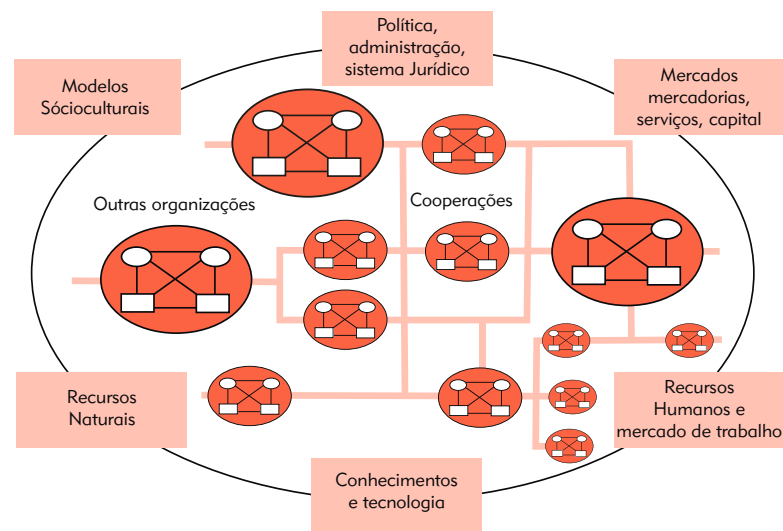 Política,
administração,
sistema Jurídico
Modelos
Sócioculturais
Mercados
mercadorias,
serviços, capital
Outras organizações
Cooperações
Recursos
Naturais
Recursos
Humanos e
mercado de trabalho
Conhecimentos
e tecnologia